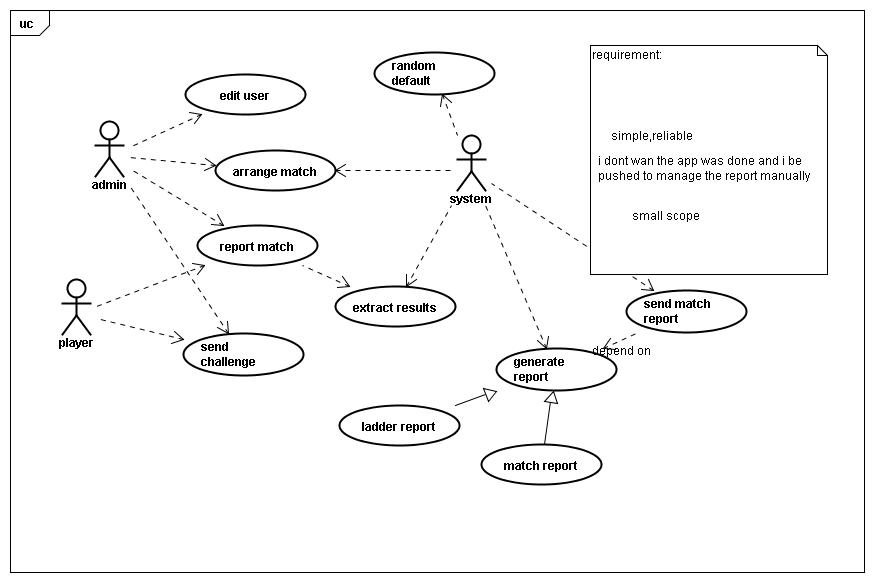 uc
random
default
requirement:
edit user
simple,reliable
i dont wan the app was done and i be
pushed to manage the report manually
arrange match
admin
system
small scope
report match
extract results
send match
report
player
send
challenge
depend on
generate
report
ladder report
match report